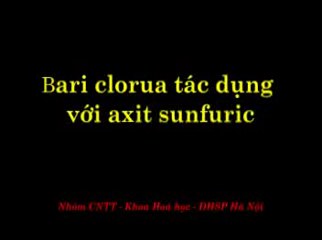 Bari clorua tác dụng
với axit sunfuric
Nhóm CNTT - Khoa Hoá học - ĐHSP Hà Nội